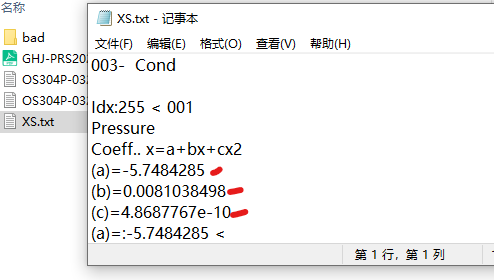 名称
bad
GHJ-PRS20
OS304P-03
OS304P-03
XS.txt
XS.txt - 记事本
文件(F) 编辑(E) 格式(O) 查看(V) 帮助(H)
003- Cond
Idx:255 < 001
Pressure
Coeff.. x=a+bx+cx2
(a)=-5.7484285
(b)=0.0081038498
(c)=4.8687767e-10
(a)=:-5.7484285 <
第 1 行，第 1 列